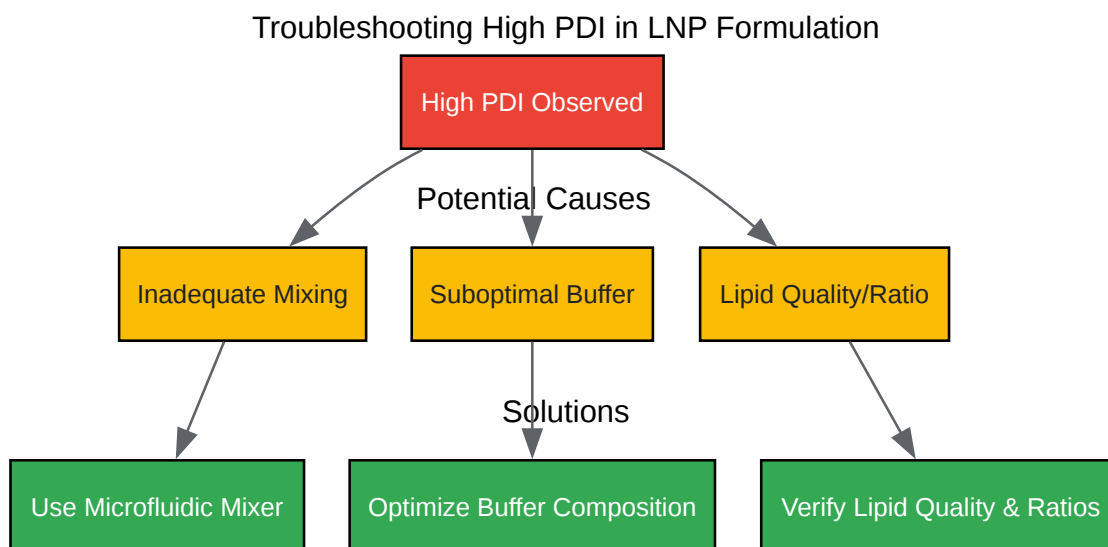 Troubleshooting High PDI in LNP Formulation
High PDI Observed
Potential Causes
Inadequate Mixing
Suboptimal Buffer
Lipid Quality/Ratio
Solutions
Use Microfluidic Mixer
Optimize Buffer Composition
Verify Lipid Quality & Ratios